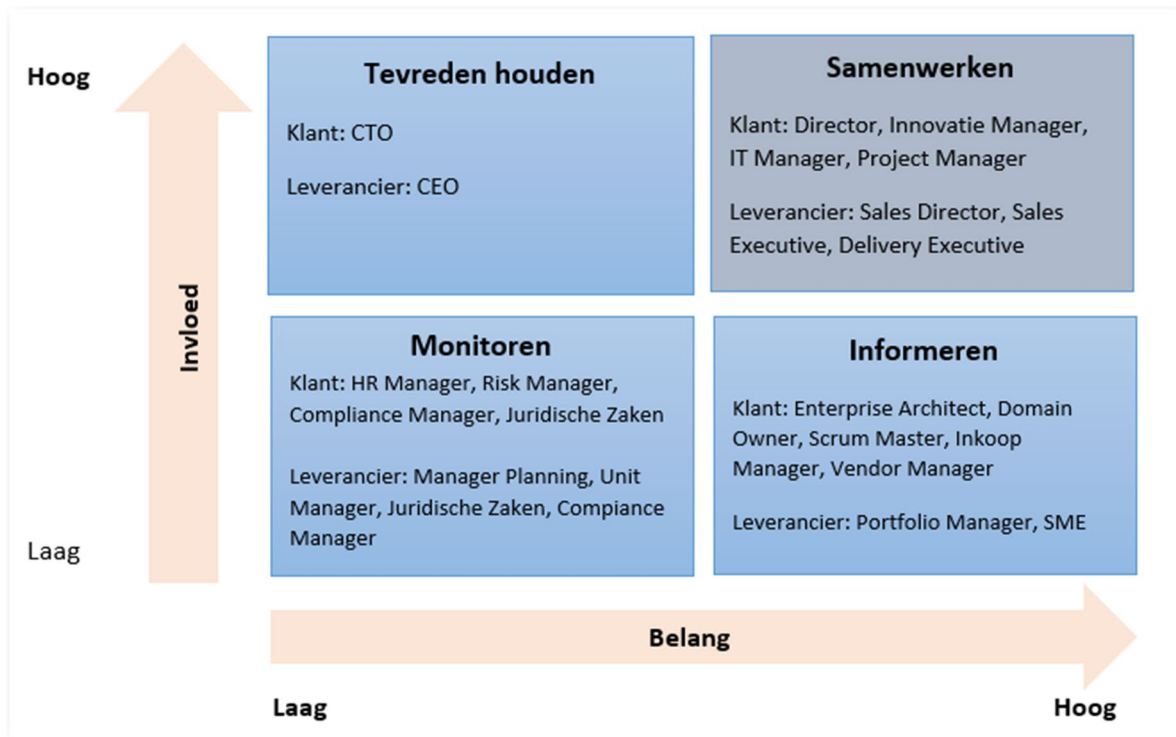 Hoog
Tevreden houden
Klant: CTO
Leverancier: CEO
Samenwerken
Klant: Director, Innovatie Manager,
IT Manager, Project Manager
Leverancier: Sales Director, Sales
Executive, Delivery Executive
Invloed
Monitoren
Klant: HR Manager, Risk Manager,
Compliance Manager, Juridische Zaken
Leverancier: Manager Planning, Unit
Manager, Juridische Zaken, Compiance
Manager
Informeren
Klant: Enterprise Architect, Domain
Owner, Scrum Master, Inkoop
Manager, Vendor Manager
Leverancier: Portfolio Manager, SME
Laag
Belang
Laag
Hoog